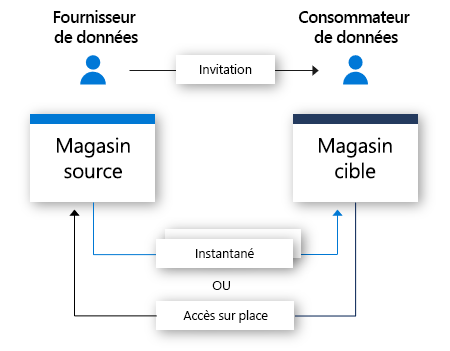 Fournisseur
de données
Consommateur
de données
Invitation
Magasin
source
Magasin
cible
Instantané
OU
Accès sur place